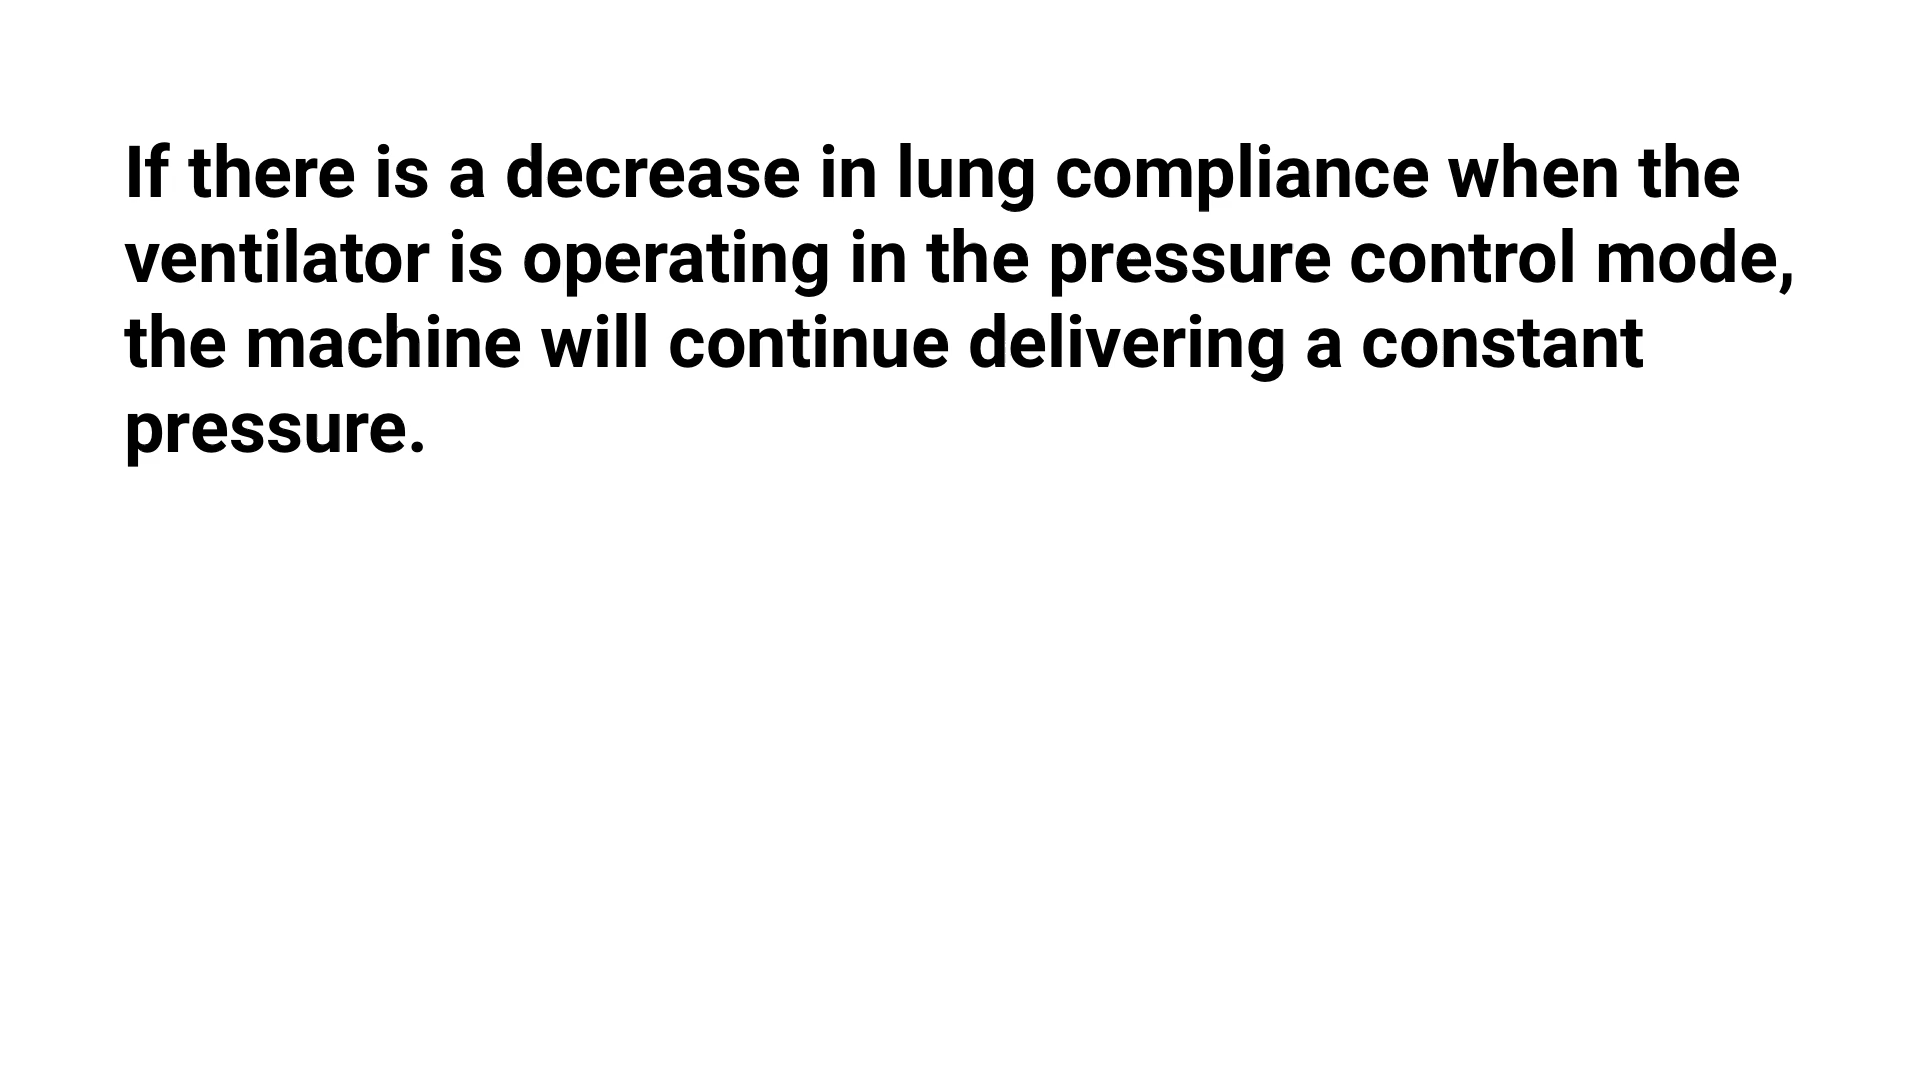 If there is a decrease in lung compliance when the
ventilator is operating in the pressure control mode,
the machine will continue delivering a constant
pressure.